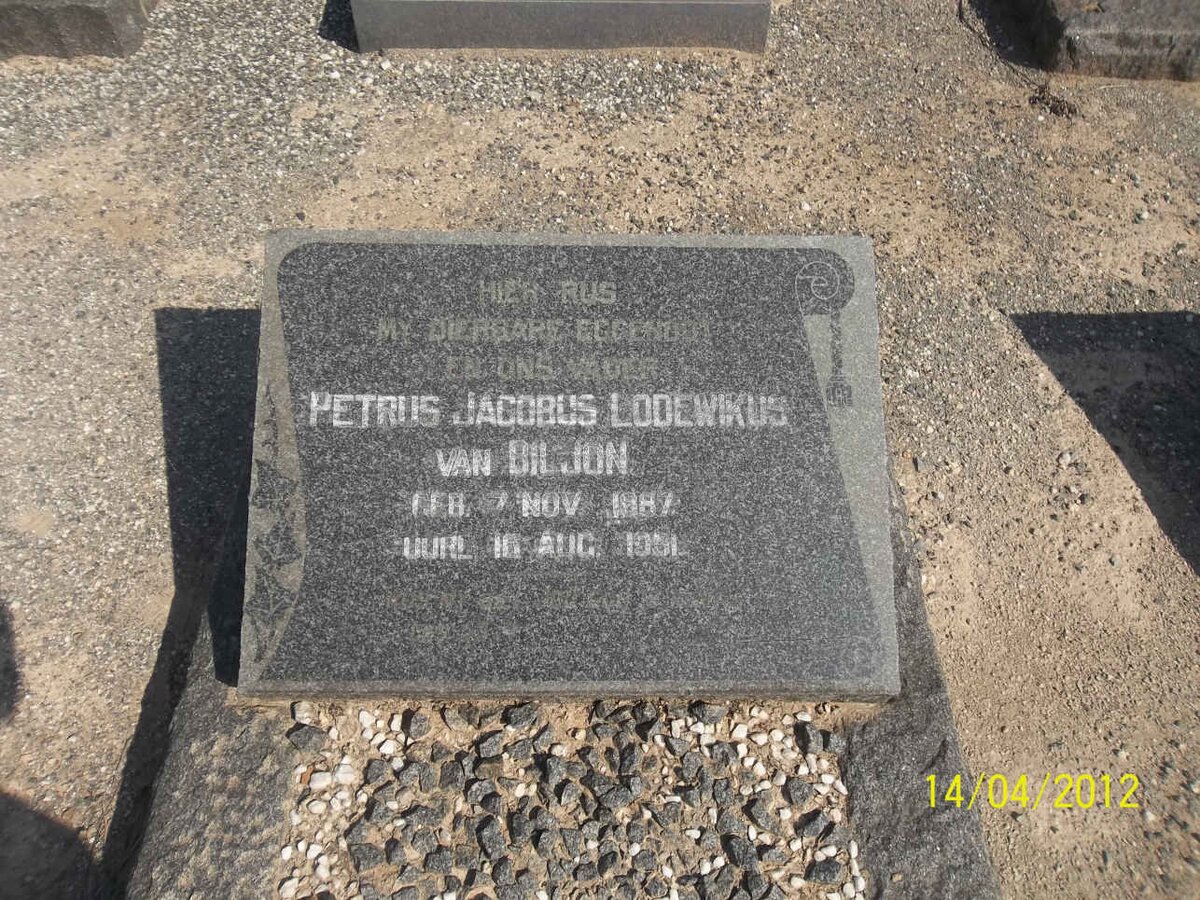 HIER RUS
MY DIERBARE EGGENOOT
EN ONS VADER
PETRUS JACOBUS LODEWIKUS
VAN BILJON
GEB. 7 NOV. 1887
OORL. 16 AUG. 1951.
14/04/2012